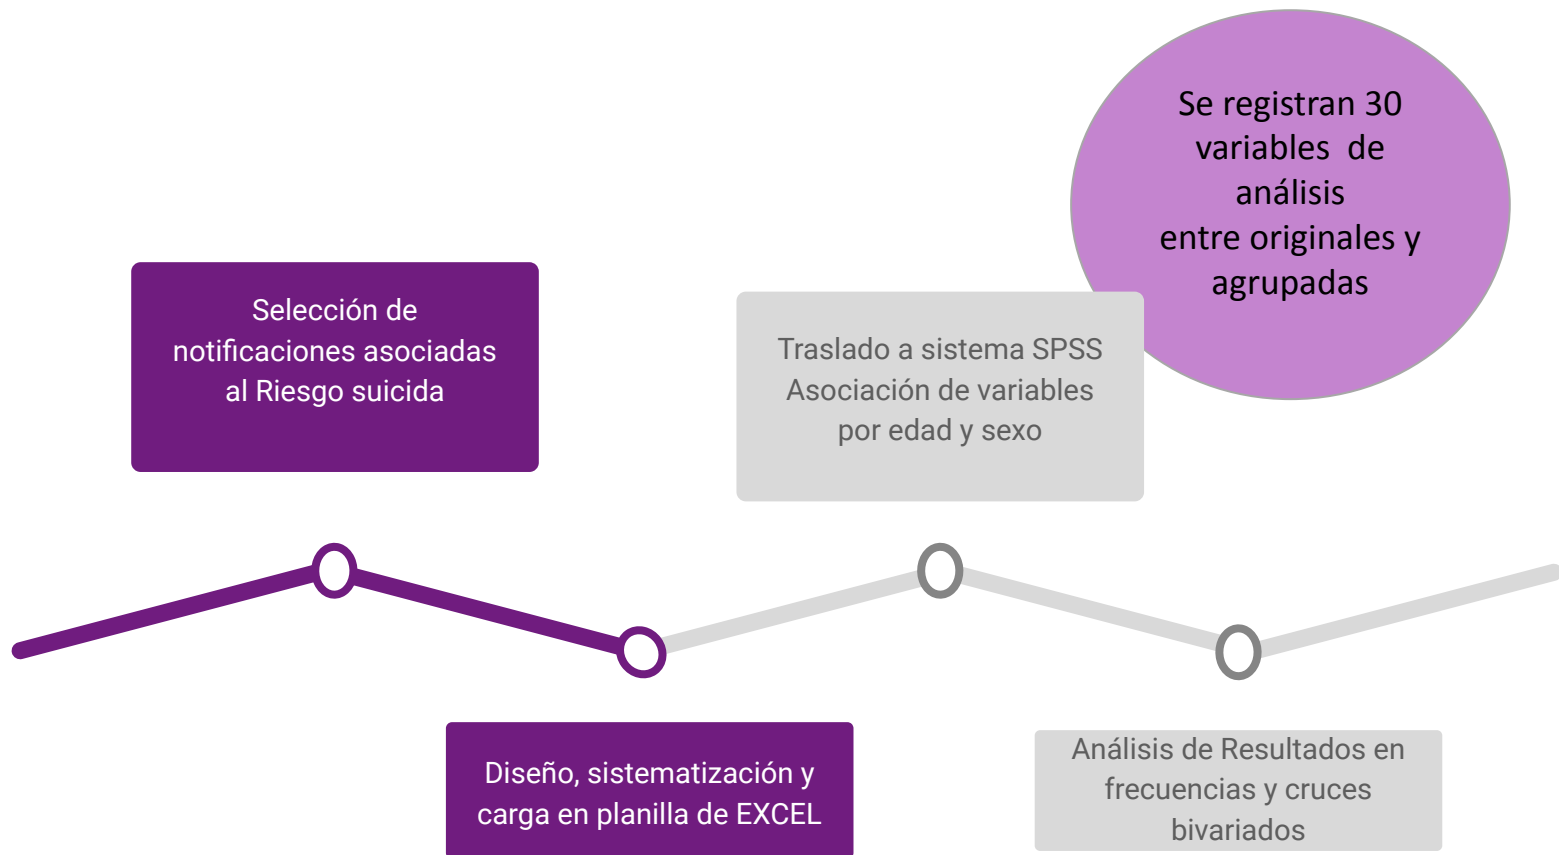 Se registran 30
variables de
análisis
entre originales y
agrupadas
Selección de
notificaciones asociadas
al Riesgo suicida
Traslado a sistema SPSS
Asociación de variables
por edad y sexo
Diseño, sistematización y
carga en planilla de EXCEL
Análisis de Resultados en
frecuencias y cruces
bivariados